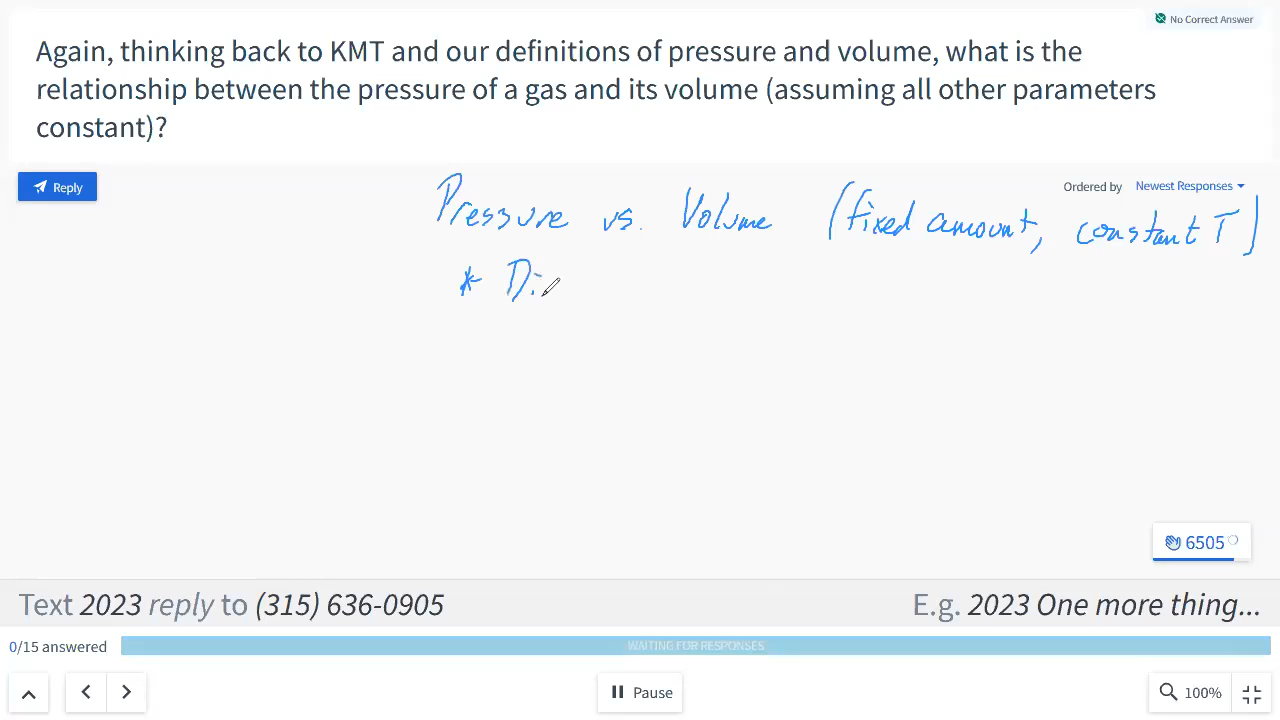 No Correct Answer
Again, thinking back to KMT and our definitions of pressure and volume, what is the
relationship between the pressure of a gas and its volume (assuming all other parameters
constant)?
Reply
Ordered by Newest Responses
Pressure vs. Volume (fixed amount, constant T)
* Di
6505
Text 2023 reply to (315) 636-0905
E.g. 2023 One more thing...
0/15 answered
WAITING FOR RESPONSES
Pause
100%